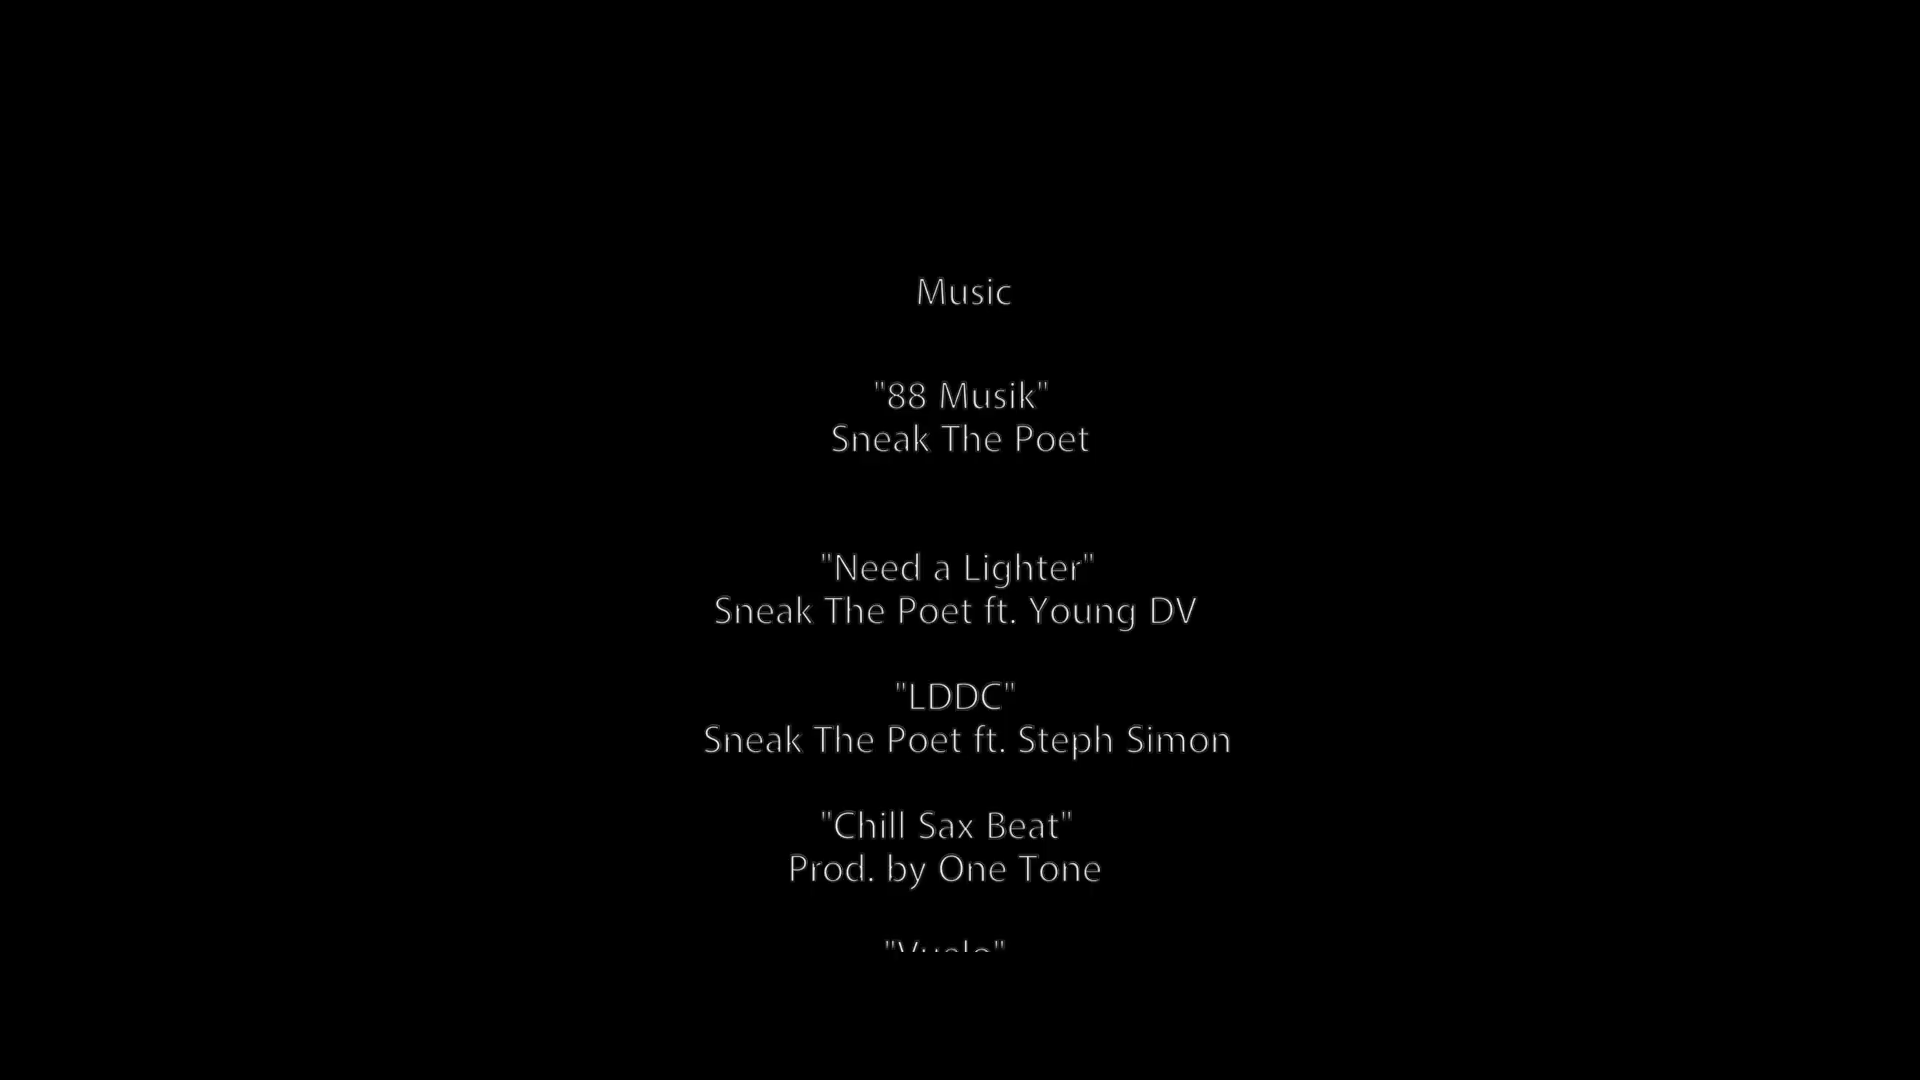 Music
"88 Musik"
Sneak The Poet
"Need a Lighter"
Sneak The Poet ft. Young DV
"LDDC"
Sneak The Poet ft. Steph Simon
"Chill Sax Beat"
Prod. by One Tone
"Vuelo"